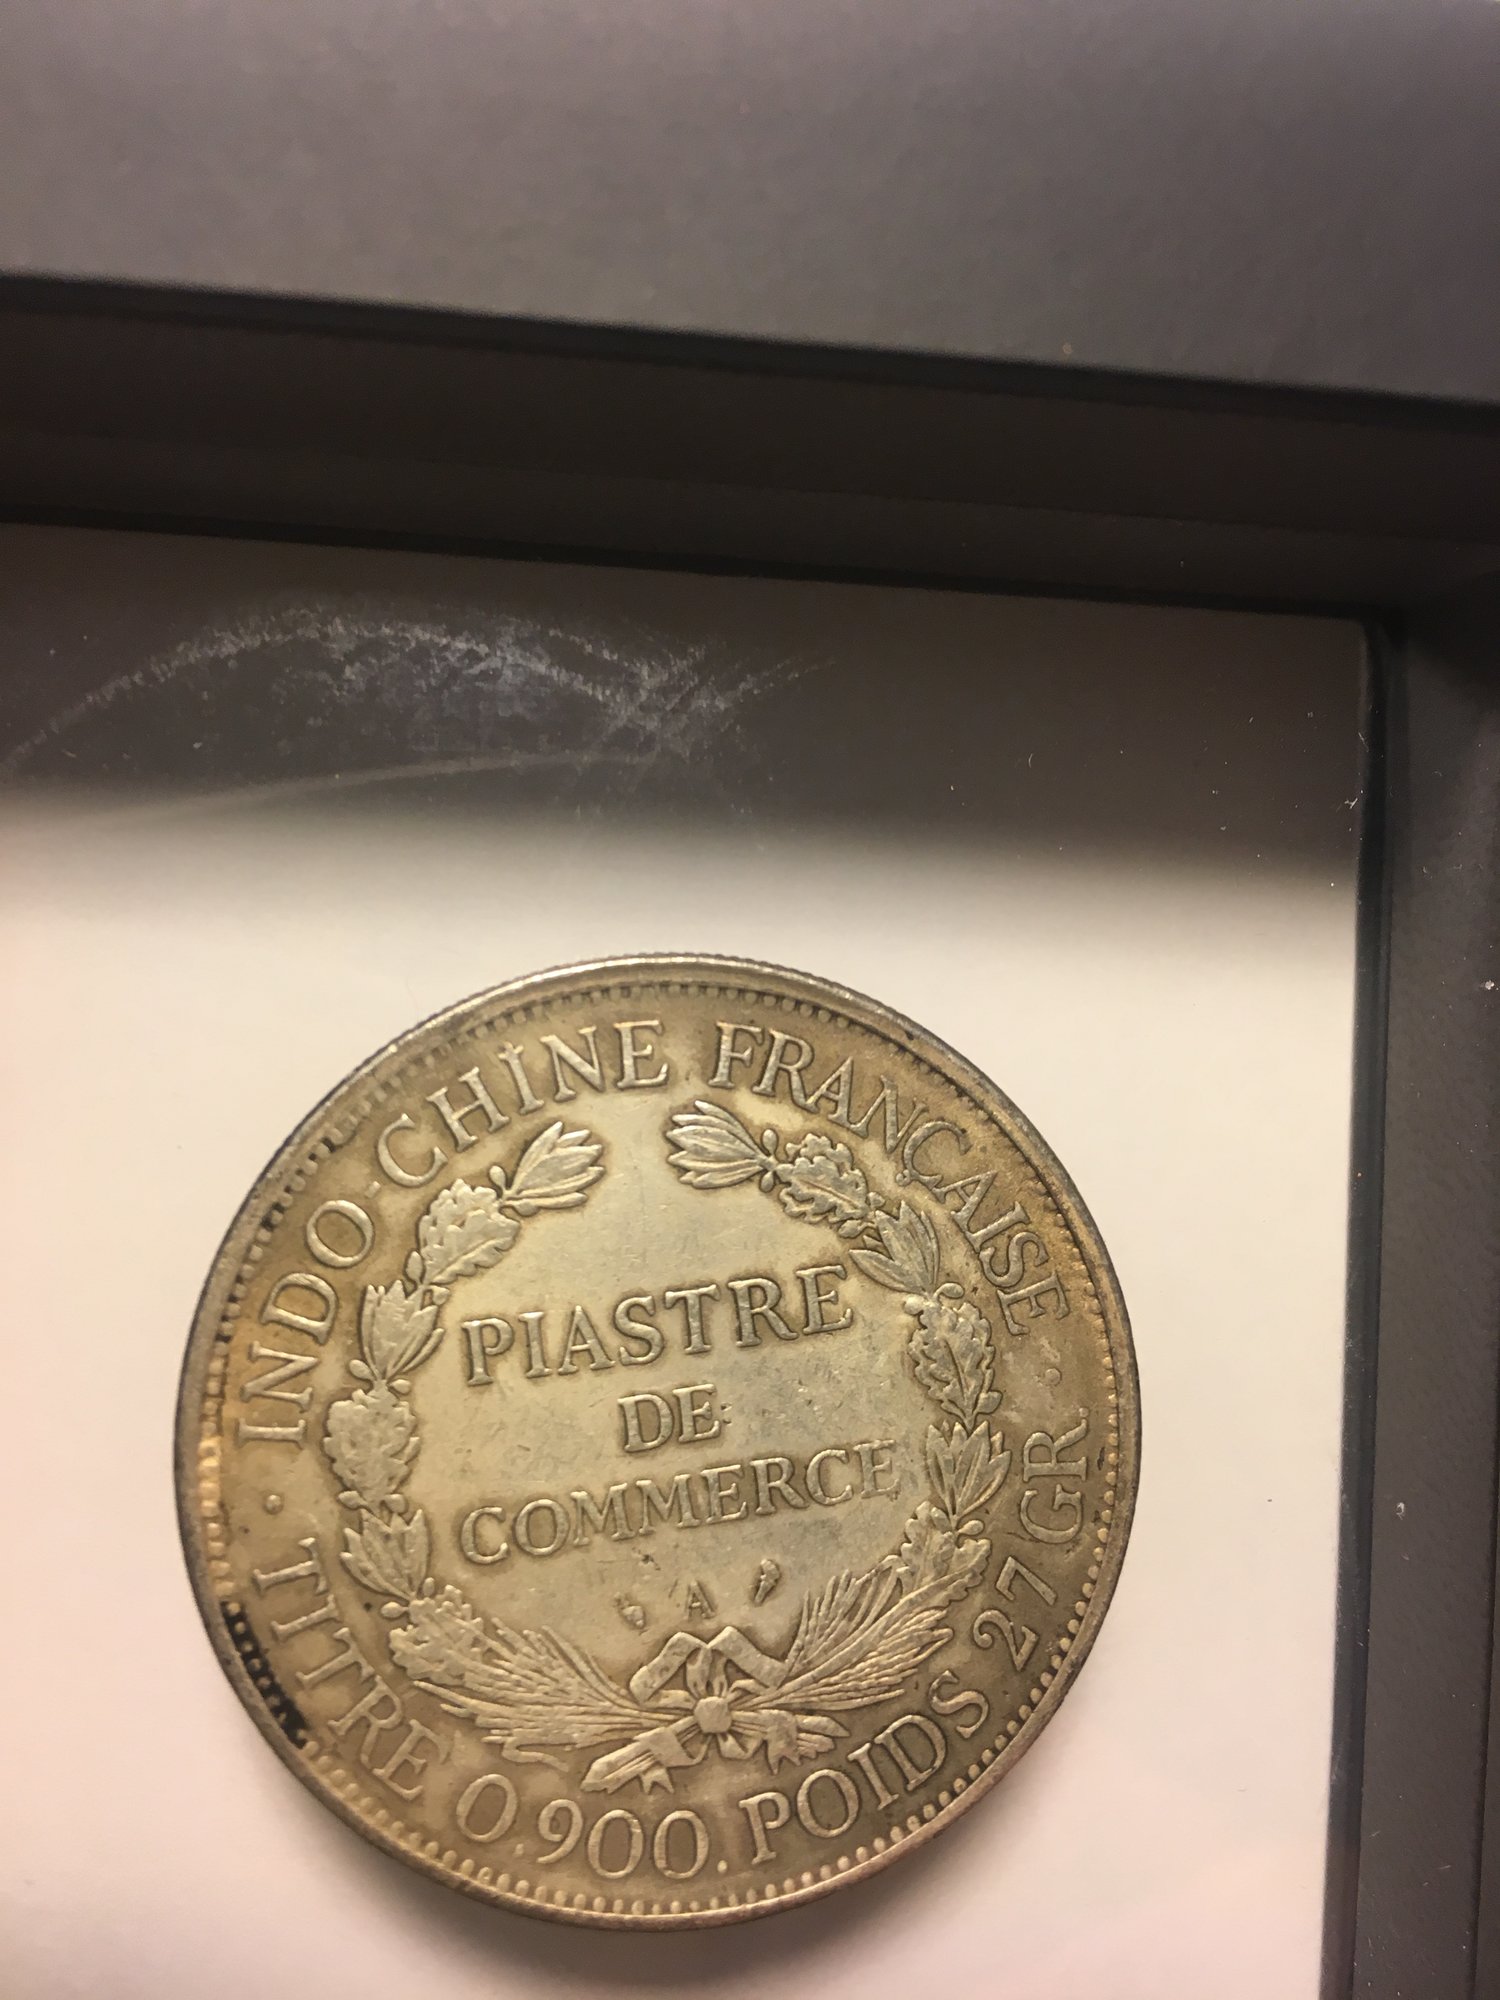 INDO-CHINE FRANÇAISE
PIASTRE
DE
COMMERCE
A
TITRE 0.900. POIDS 27 GR.